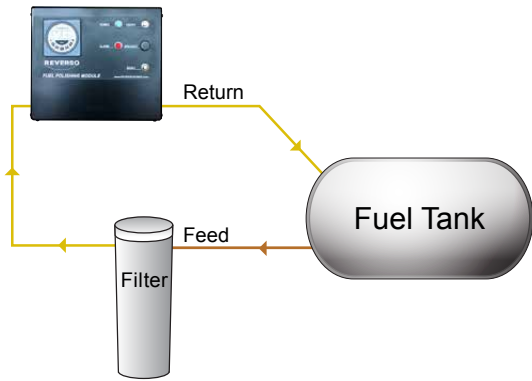 REVERSO
FUEL POLISHING MODULE
Return
Fuel Tank
Feed
Filter